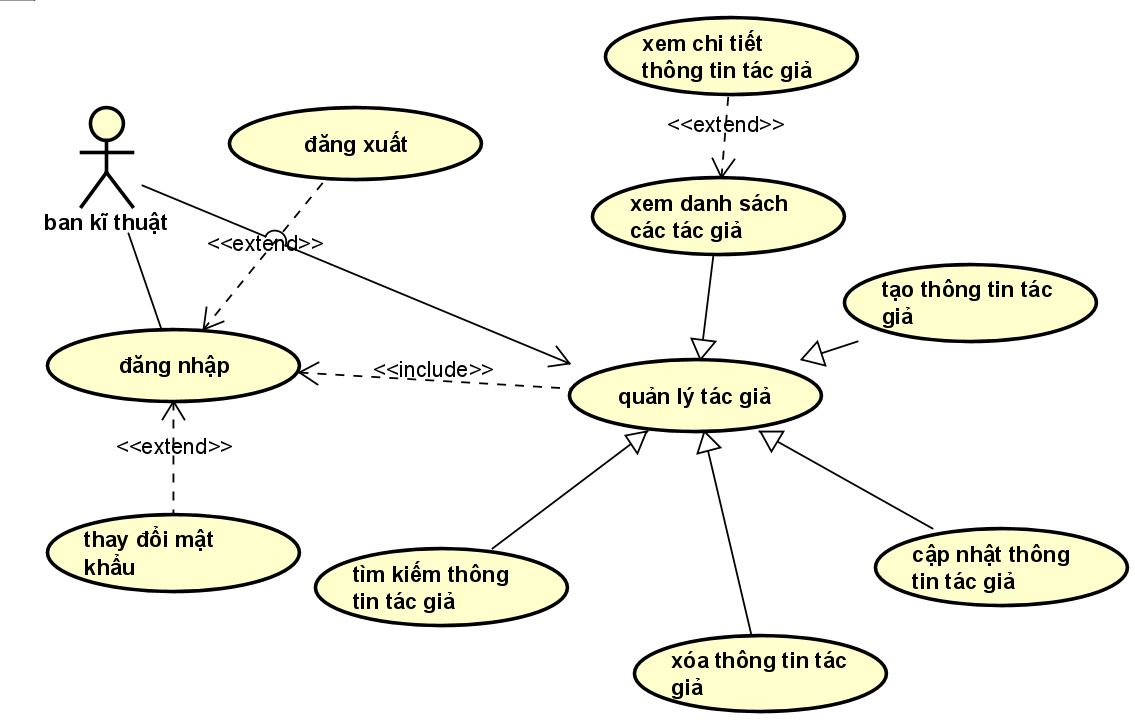 xem chi tiết
thông tin tác giả
<<extend>>
đăng xuất
ban kĩ thuật
xem danh sách
các tác giả
<<extend>>
tạo thông tin tác
giả
đăng nhập
<<include>>
quản lý tác giả
<<extend>>
thay đổi mật
khẩu
tìm kiếm thông
tin tác giả
cập nhật thông
tin tác giả
xóa thông tin tác
giả